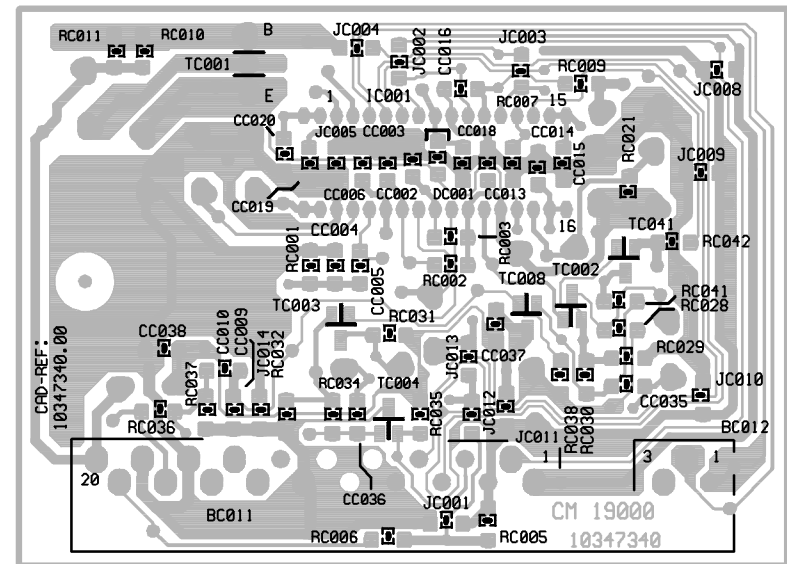 RC011
RC010
B
JC004
JC002
CC016
JC003
TC001
RC009
JC008
E
1
IC001
RC007
15
CC020
JC005
CC003
CC018
CC014
CC015
RC021
JC009
CC019
CC006
CC002
DC001
CC013
16
CC004
RC001
RC003
TC041
RC042
CC005
RC002
TC008
TC002
TC003
RC031
RC041
RC028
CC038
CC010
CC009
JC014
RC032
CAD-REF:
10347340.00
JC013
CC037
RC029
RC037
RC034
TC004
RC035
JC012
JC010
CC035
RC036
JC011
RC038
RC030
BC012
1
3
1
20
CC036
BC011
JC001
CM 19000
RC006
RC005
10347340